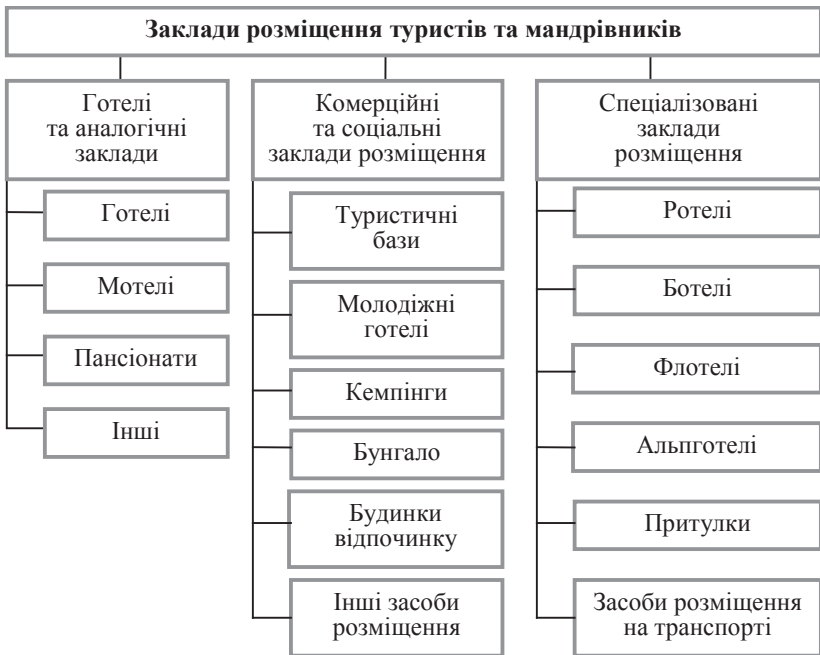 Заклади розміщення туристів та мандрівників
Готелі
та аналогічні
заклади
Готелі
Мотелі
Пансіонати
Інші
Комерційні
та соціальні
заклади розміщення
Туристичні
бази
Молодіжні
готелі
Кемпінги
Бунгало
Будинки
відпочинку
Інші засоби
розміщення
Спеціалізовані
заклади
розміщення
Ротелі
Ботелі
Флотелі
Альпготелі
Притулки
Засоби розміщення
на транспорті